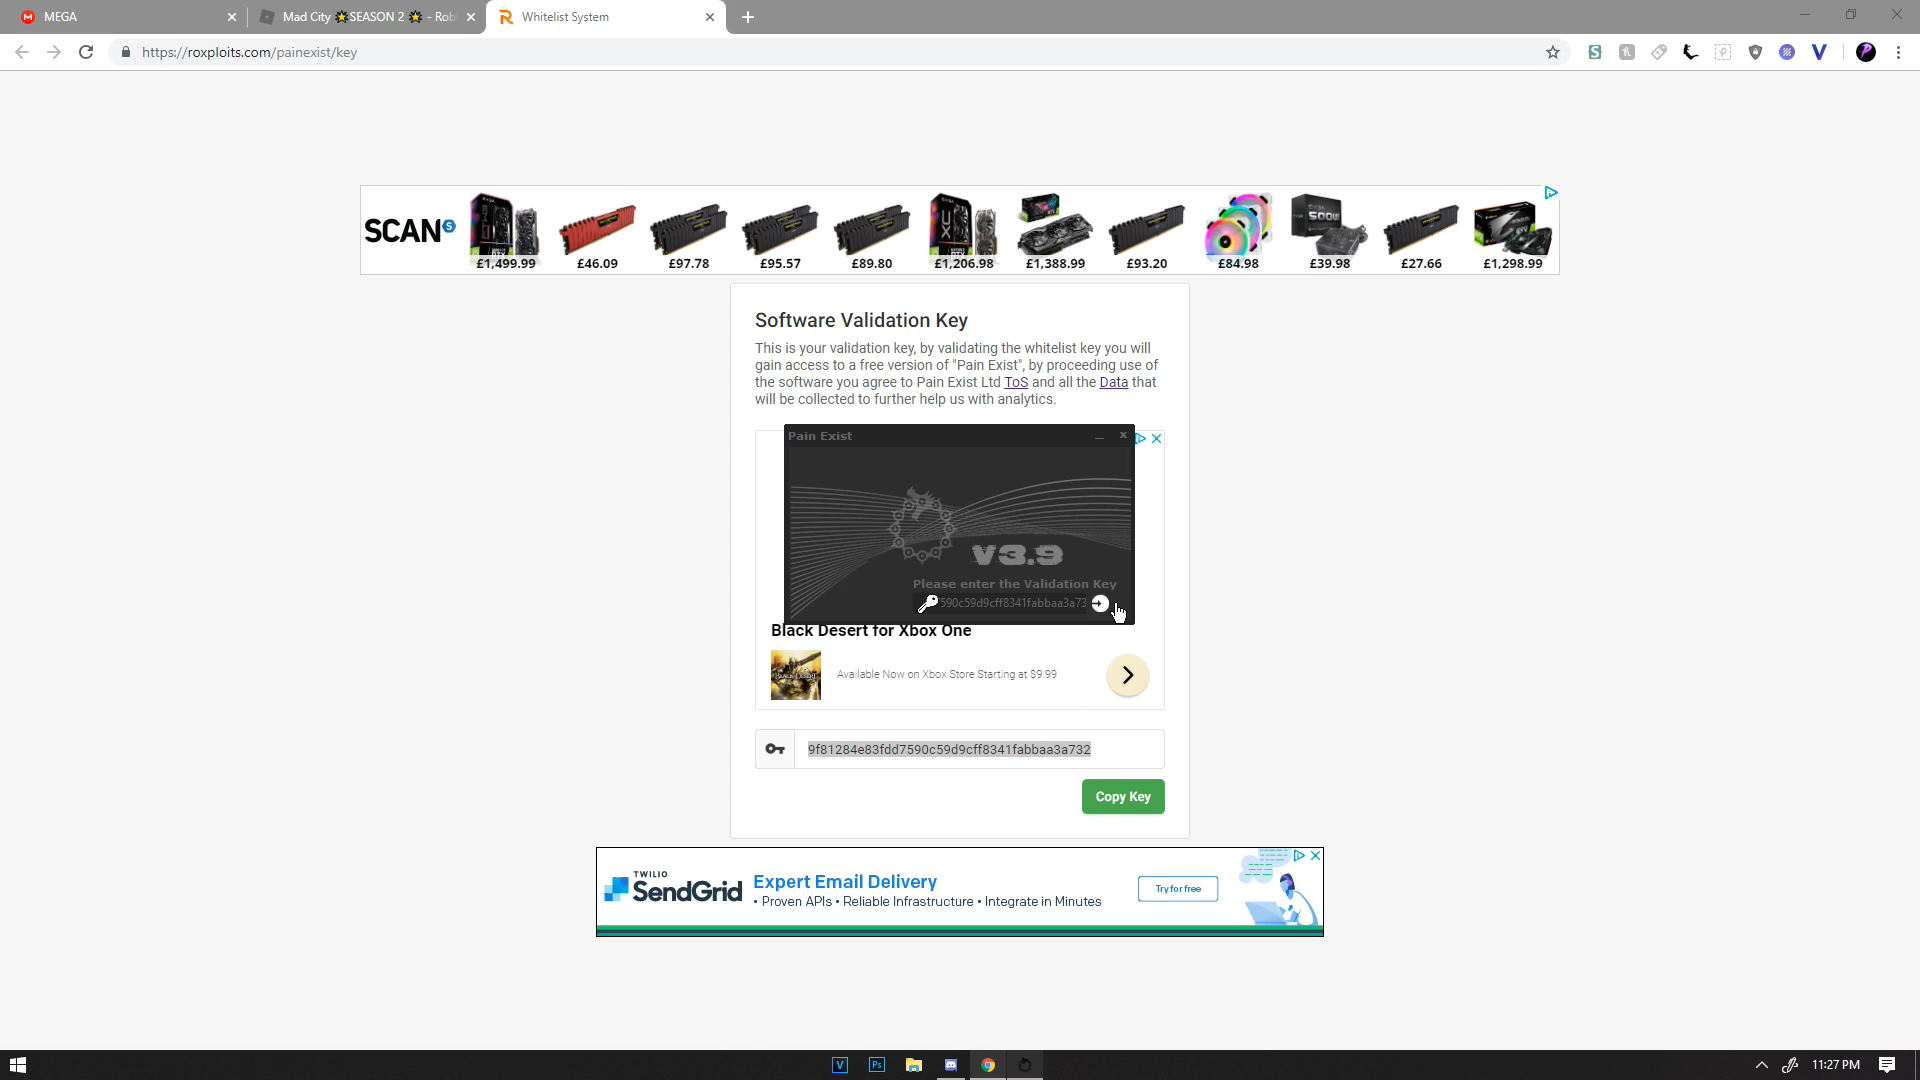 MEGA
Mad City 🌟SEASON 2 🌟 - Rob
Whitelist System
https://roxploits.com/painexist/key
SCAN S
£1,499.99
£46.09
£97.78
£95.57
£89.80
£1,206.98
£1,388.99
£93.20
£84.98
£39.98
£27.66
£1,298.99
Software Validation Key
This is your validation key, by validating the whitelist key you will
gain access to a free version of "Pain Exist", by proceeding use of
the software you agree to Pain Exist Ltd ToS and all the Data that
will be collected to further help us with analytics.
Pain Exist
V3.9
Please enter the Validation Key
590c59d9cff8341fabbaa3a73
Black Desert for Xbox One
Available Now on Xbox Store Starting at $9.99
9f81284e83fdd7590c59d9cff8341fabbaa3a732
Copy Key
TWILIO
SendGrid
Expert Email Delivery
• Proven APIs • Reliable Infrastructure • Integrate in Minutes
Try for free
11:27 PM